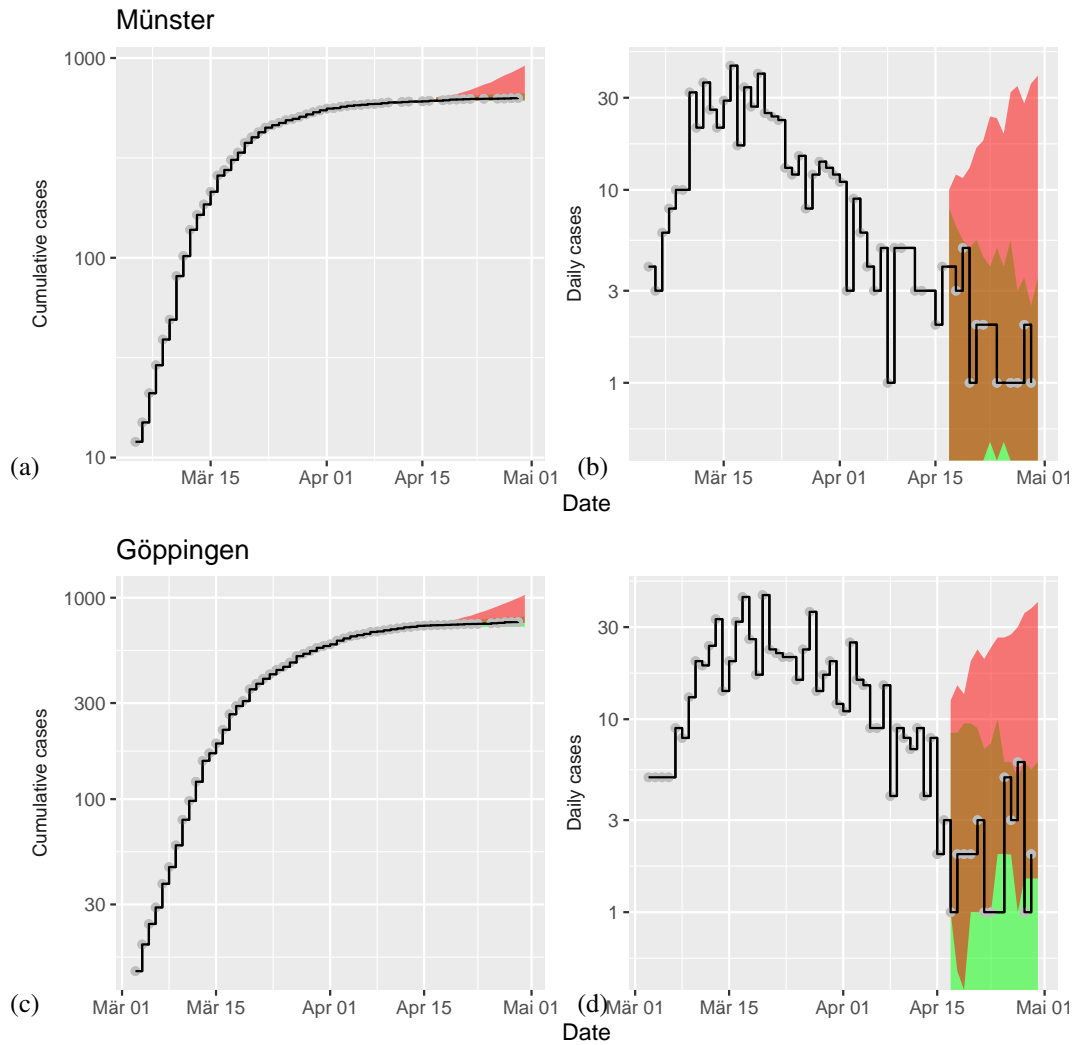 Münster
1000
100
10
Cumulative cases
Mär 15
Apr 01
Apr 15
Mai 01
(a)
30
10
3
1
Daily cases
Mär 15
Apr 01
Apr 15
Mai 01
(b)
Date
Göppingen
1000
300
100
30
Cumulative cases
Mär 01
Mär 15
Apr 01
Apr 15
Mai 01
(c)
30
10
3
1
Daily cases
Mär 01
Mär 15
Apr 01
Apr 15
Mai 01
(d)
Date